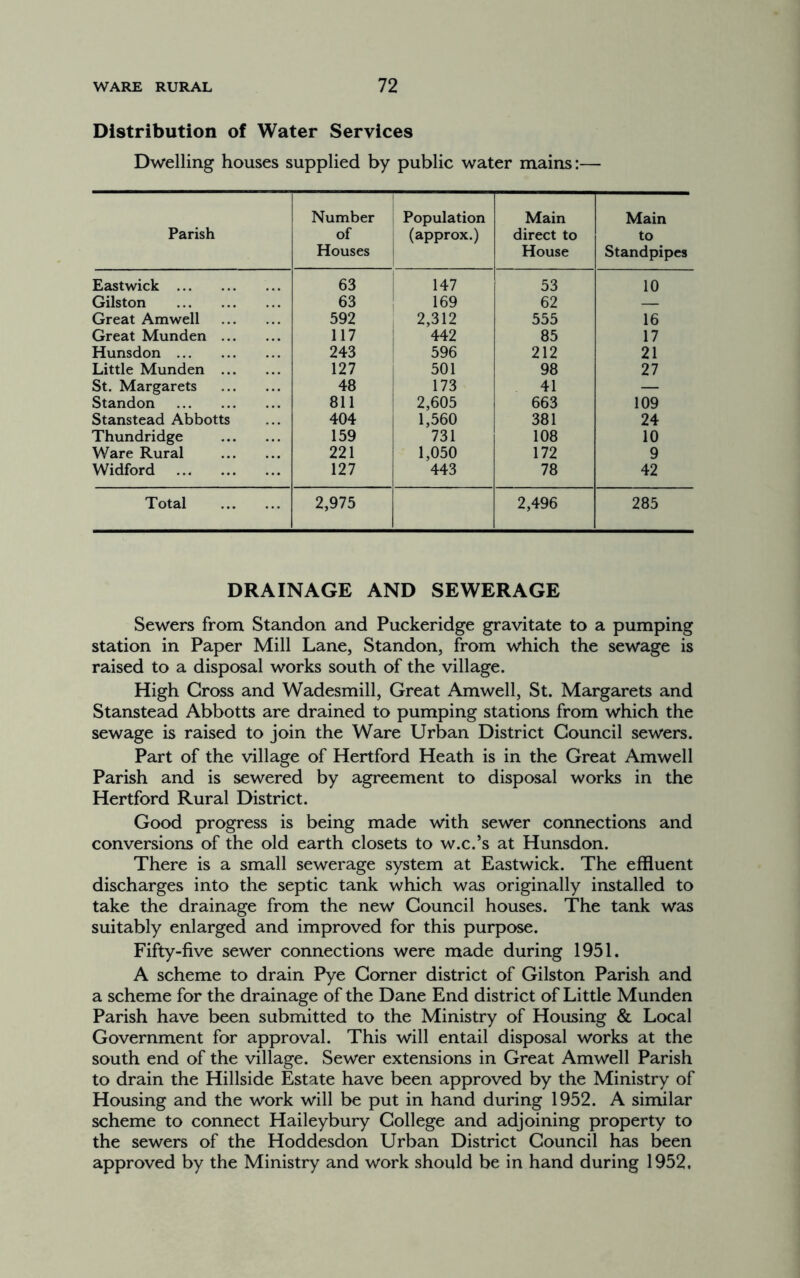 WARE RURAL 72
Distribution of Water Services
Dwelling houses supplied by public water mains:—
Parish | Number of Houses | Population (approx.) | Main direct to House | Main to Standpipes
Eastwick ... ... ... 63 147 53 10
Gilston ... ... ... 63 169 62 —
Great Amwell ... ... 592 2,312 555 16
Great Munden ... ... 117 442 85 17
Hunsdon ... ... ... 243 596 212 21
Little Munden ... ... 127 501 98 27
St. Margarets ... ... 48 173 41 —
Standon ... ... ... 811 2,605 663 109
Stanstead Abbotts ... 404 1,560 381 24
Thundridge ... ... 159 731 108 10
Ware Rural ... ... 221 1,050 172 9
Widford ... ... ... 127 443 78 42
Total ... ... 2,975 2,496 285
DRAINAGE AND SEWERAGE
Sewers from Standon and Puckeridge gravitate to a pumping
station in Paper Mill Lane, Standon, from which the sewage is
raised to a disposal works south of the village.
High Cross and Wadesmill, Great Amwell, St. Margarets and
Stanstead Abbotts are drained to pumping stations from which the
sewage is raised to join the Ware Urban District Council sewers.
Part of the village of Hertford Heath is in the Great Amwell
Parish and is sewered by agreement to disposal works in the
Hertford Rural District.
Good progress is being made with sewer connections and
conversions of the old earth closets to w.c.'s at Hunsdon.
There is a small sewerage system at Eastwick. The effluent
discharges into the septic tank which was originally installed to
take the drainage from the new Council houses. The tank was
suitably enlarged and improved for this purpose.
Fifty-five sewer connections were made during 1951.
A scheme to drain Pye Corner district of Gilston Parish and
a scheme for the drainage of the Dane End district of Little Munden
Parish have been submitted to the Ministry of Housing & Local
Government for approval. This will entail disposal works at the
south end of the village. Sewer extensions in Great Amwell Parish
to drain the Hillside Estate have been approved by the Ministry of
Housing and the work will be put in hand during 1952. A similar
scheme to connect Haileybury College and adjoining property to
the sewers of the Hoddesdon Urban District Council has been
approved by the Ministry and work should be in hand during 1952.